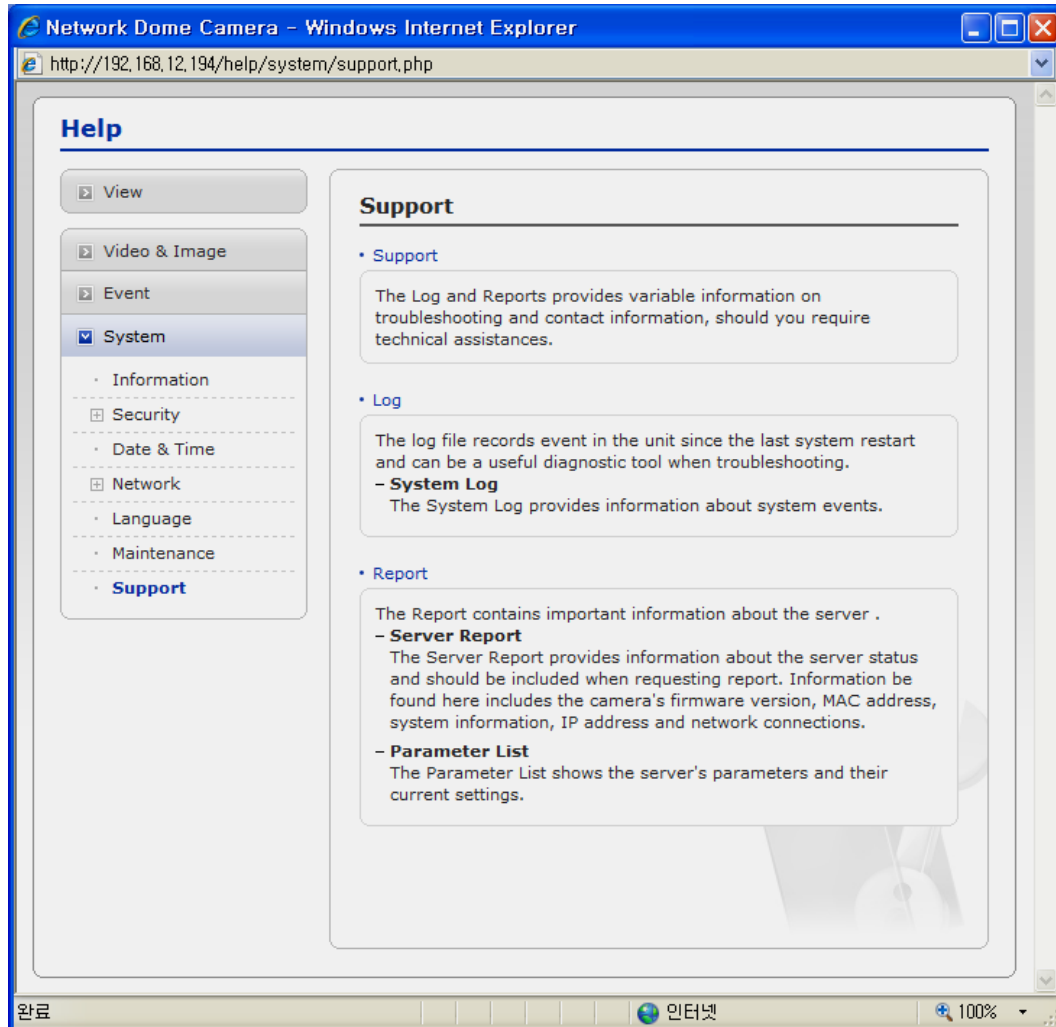 Network Dome Camera - Windows Internet Explorer
http://192,168,12,194/help/system/support,php
Help
View
Video & Image
Event
System
· Information
Security
· Date & Time
Network
· Language
· Maintenance
· Support
Support
• Support
The Log and Reports provides variable information on
troubleshooting and contact information, should you require
technical assistances.
• Log
The log file records event in the unit since the last system restart
and can be a useful diagnostic tool when troubleshooting.
– System Log
The System Log provides information about system events.
• Report
The Report contains important information about the server .
– Server Report
The Server Report provides information about the server status
and should be included when requesting report. Information be
found here includes the camera's firmware version, MAC address,
system information, IP address and network connections.
– Parameter List
The Parameter List shows the server's parameters and their
current settings.
완료
인터넷
100%